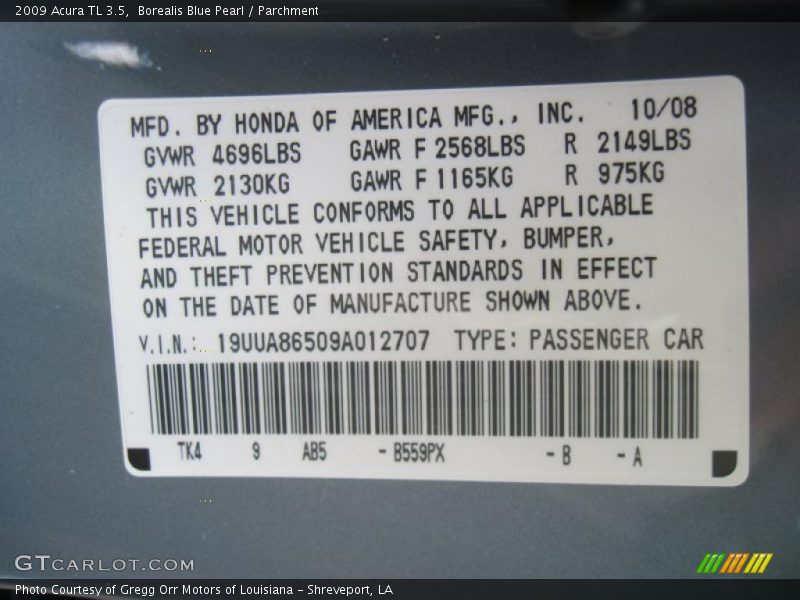 2009 Acura TL 3.5, Borealis Blue Pearl / Parchment
MFD. BY HONDA OF AMERICA MFG., INC. 10/08
GVWR 4696LBS GAWR F 2568LBS R 2149LBS
GVWR 2130KG GAWR F 1165KG R 975KG
THIS VEHICLE CONFORMS TO ALL APPLICABLE
FEDERAL MOTOR VEHICLE SAFETY, BUMPER,
AND THEFT PREVENTION STANDARDS IN EFFECT
ON THE DATE OF MANUFACTURE SHOWN ABOVE.
V.I.N.: 19UUA86509A012707 TYPE: PASSENGER CAR
TK4 9 AB5 - B559PX - B - A
GTCARLOT.COM
Photo Courtesy of Gregg Orr Motors of Louisiana - Shreveport, LA